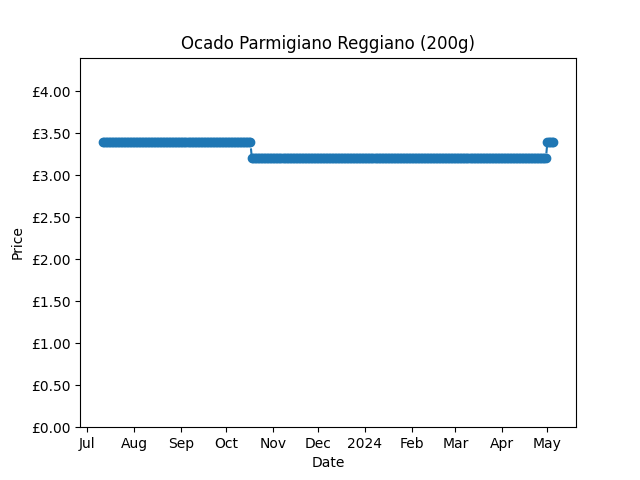 Ocado Parmigiano Reggiano (200g)
£4.00
£3.50
£3.00
£2.50
£2.00
£1.50
£1.00
£0.50
£0.00
Price
Jul Aug Sep Oct Nov Dec 2024 Feb Mar Apr May
Date